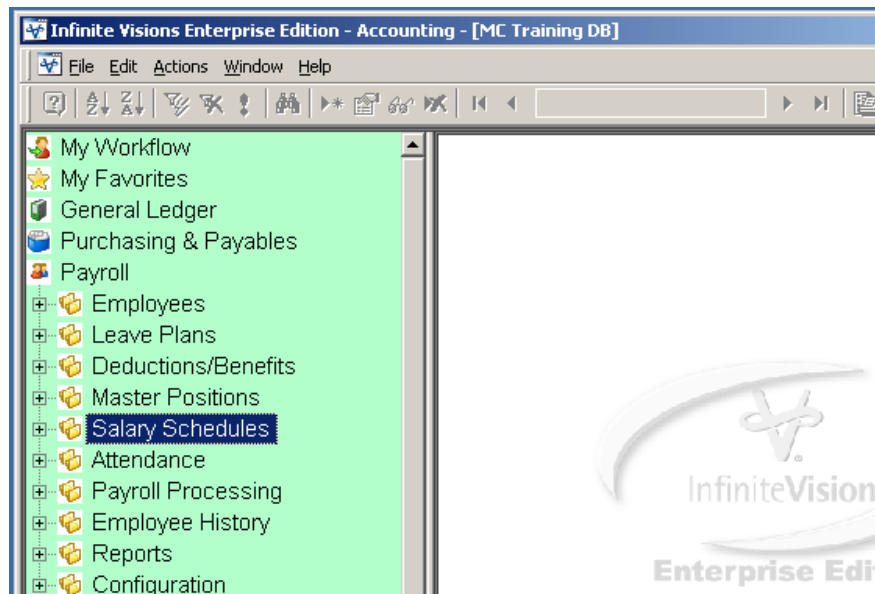 Infinite Visions Enterprise Edition - Accounting - [MC Training DB]
File Edit Actions Window Help
My Workflow
My Favorites
General Ledger
Purchasing & Payables
Payroll
Employees
Leave Plans
Deductions/Benefits
Master Positions
Salary Schedules
Attendance
Payroll Processing
Employee History
Reports
Configuration
InfiniteVision
Enterprise Edi